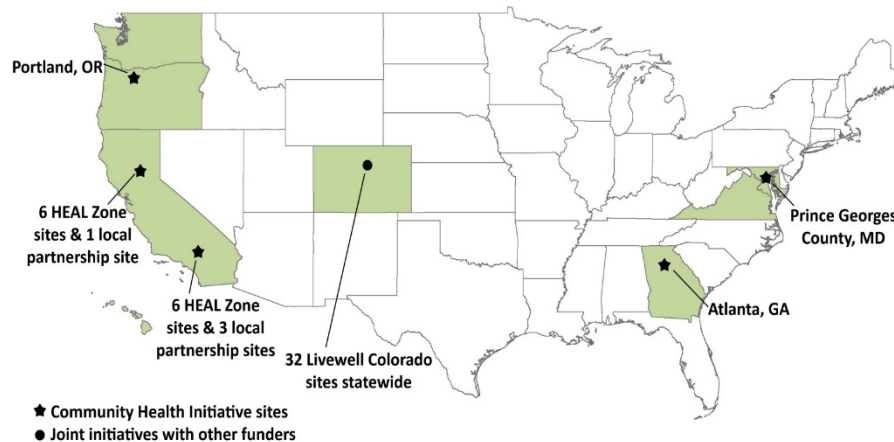 Portland, OR
6 HEAL Zone
sites & 1 local
partnership site
6 HEAL Zone
sites & 3 local
partnership sites
32 Livewell Colorado
sites statewide
Prince Georges
County, MD
Atlanta, GA
Community Health Initiative sites
Joint initiatives with other funders